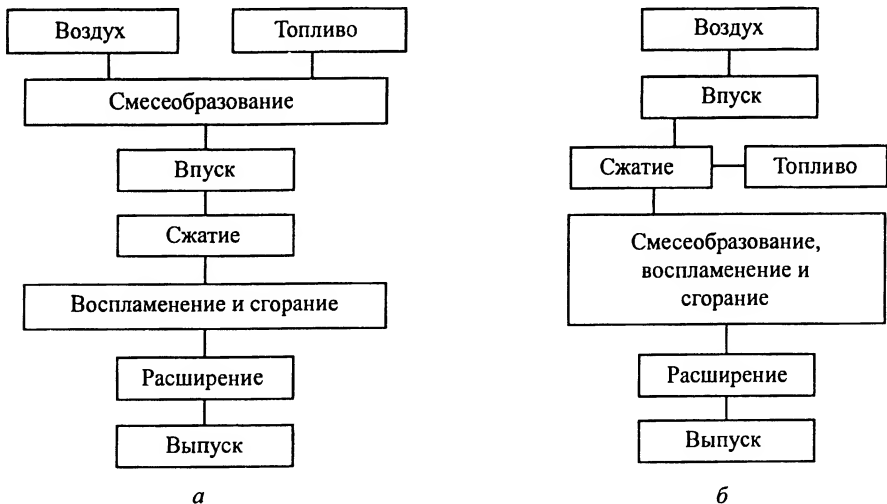 Воздух
Топливо
Смесеобразование
Впуск
Сжатие
Воспламенение и сгорание
Расширение
Выпуск
а
Воздух
Впуск
Сжатие
Топливо
Смесеобразование,
воспламенение и
сгорание
Расширение
Выпуск
б